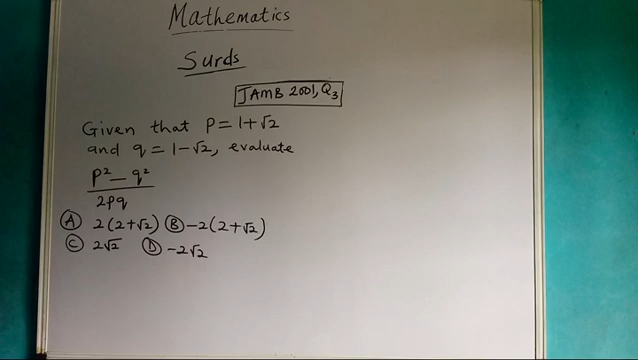 Mathematics
Surds
JAMB 2001, Q3
Given that P = 1+√2
and q = 1-√2, evaluate
P² - q²
2pq
(A) 2(2+√2) (B) -2(2+√2)
(C) 2√2 (D) -2√2